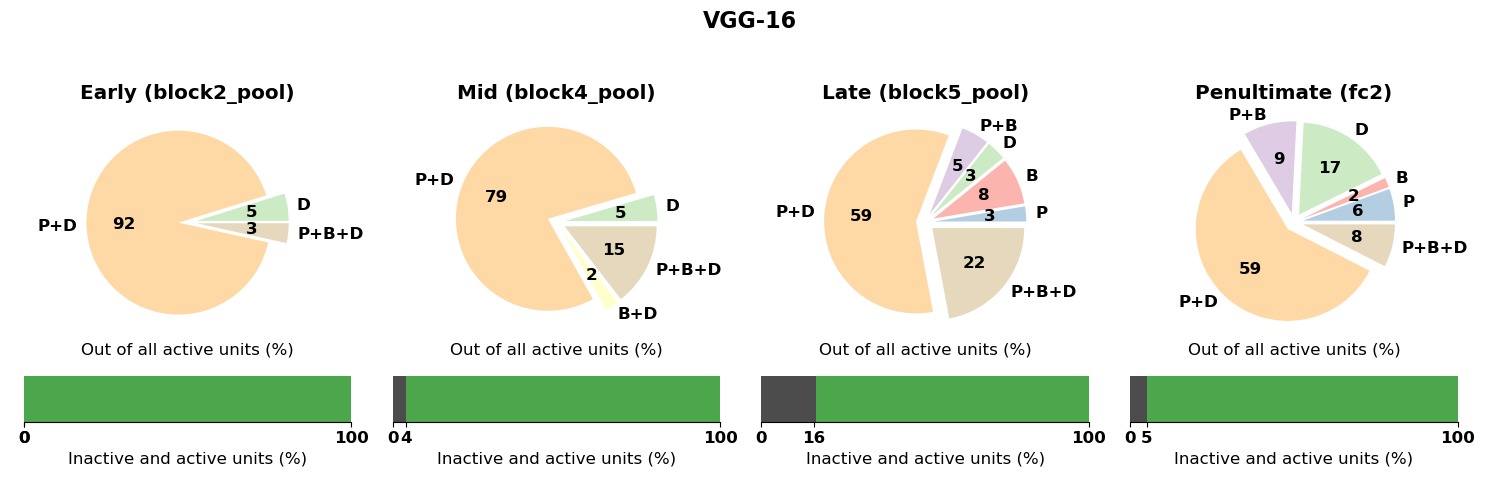 VGG-16
Early (block2_pool)
P+D
92
D
5
3
P+B+D
Out of all active units (%)
0
100
Inactive and active units (%)
Mid (block4_pool)
P+D
79
D
5
15
P+B+D
2
B+D
Out of all active units (%)
0
4
100
Inactive and active units (%)
Late (block5_pool)
P+B
D
5
3
B
8
P+D
59
3
P
22
P+B+D
Out of all active units (%)
0
16
100
Inactive and active units (%)
Penultimate (fc2)
P+B
D
9
17
B
2
P
6
8
P+B+D
59
P+D
Out of all active units (%)
0
5
100
Inactive and active units (%)